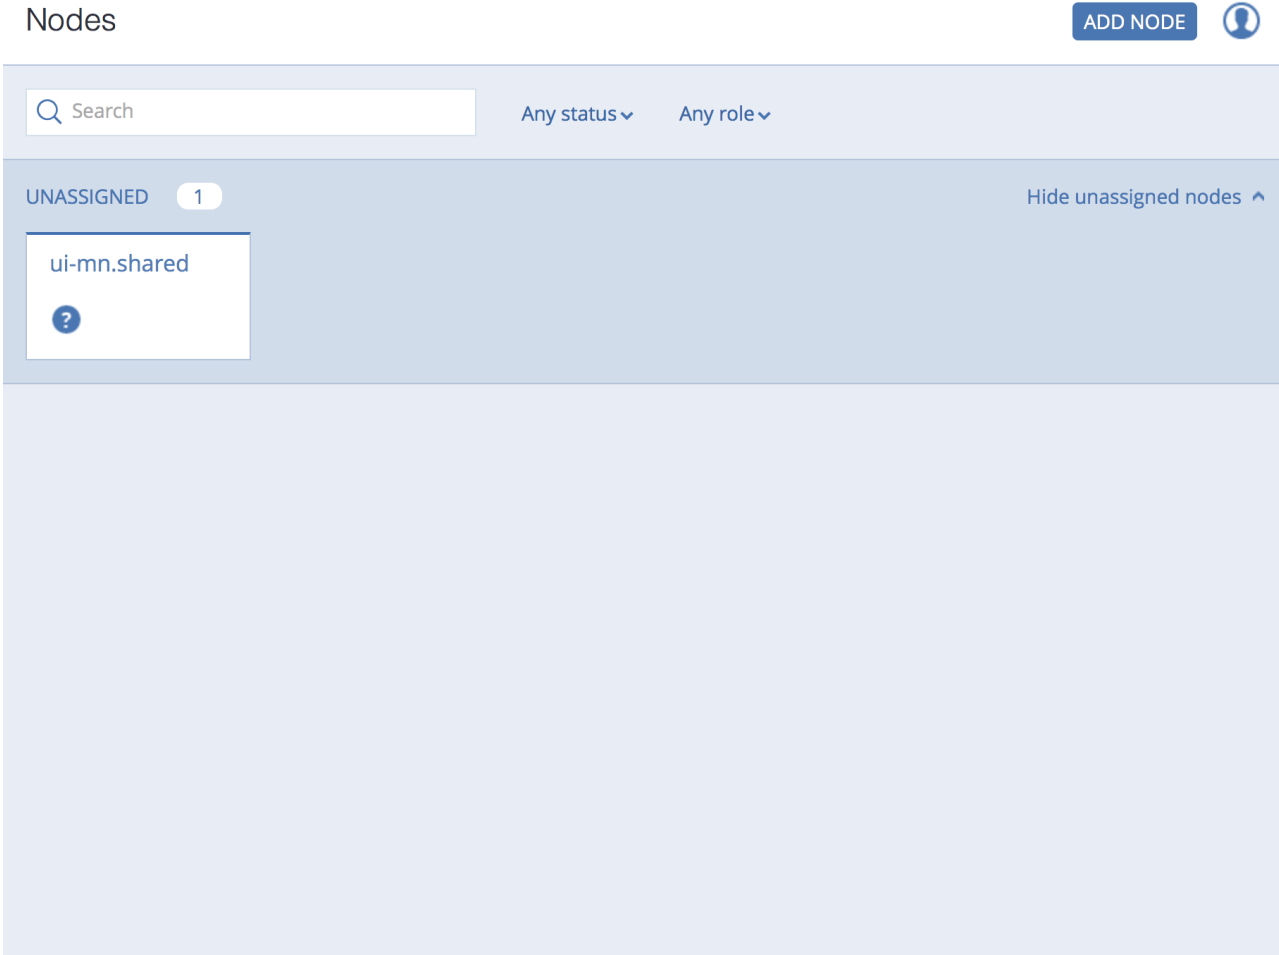 Nodes
ADD NODE
Search
Any status
Any role
UNASSIGNED 1
Hide unassigned nodes
ui-mn.shared
?